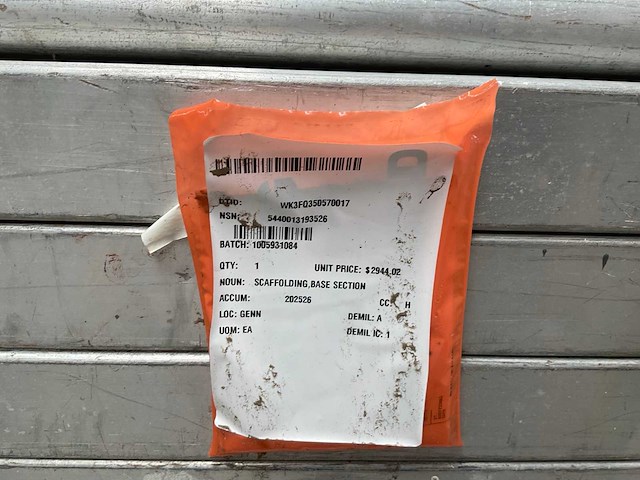 DTID: WK3FQ350570017
NSN: 5440013193526
BATCH: 1005931084
QTY: 1 UNIT PRICE: $2944.02
NOUN: SCAFFOLDING,BASE SECTION
ACCUM: 202526 CC: H
LOC: GENN DEMIL: A
UOM: EA DEMIL IC: 1